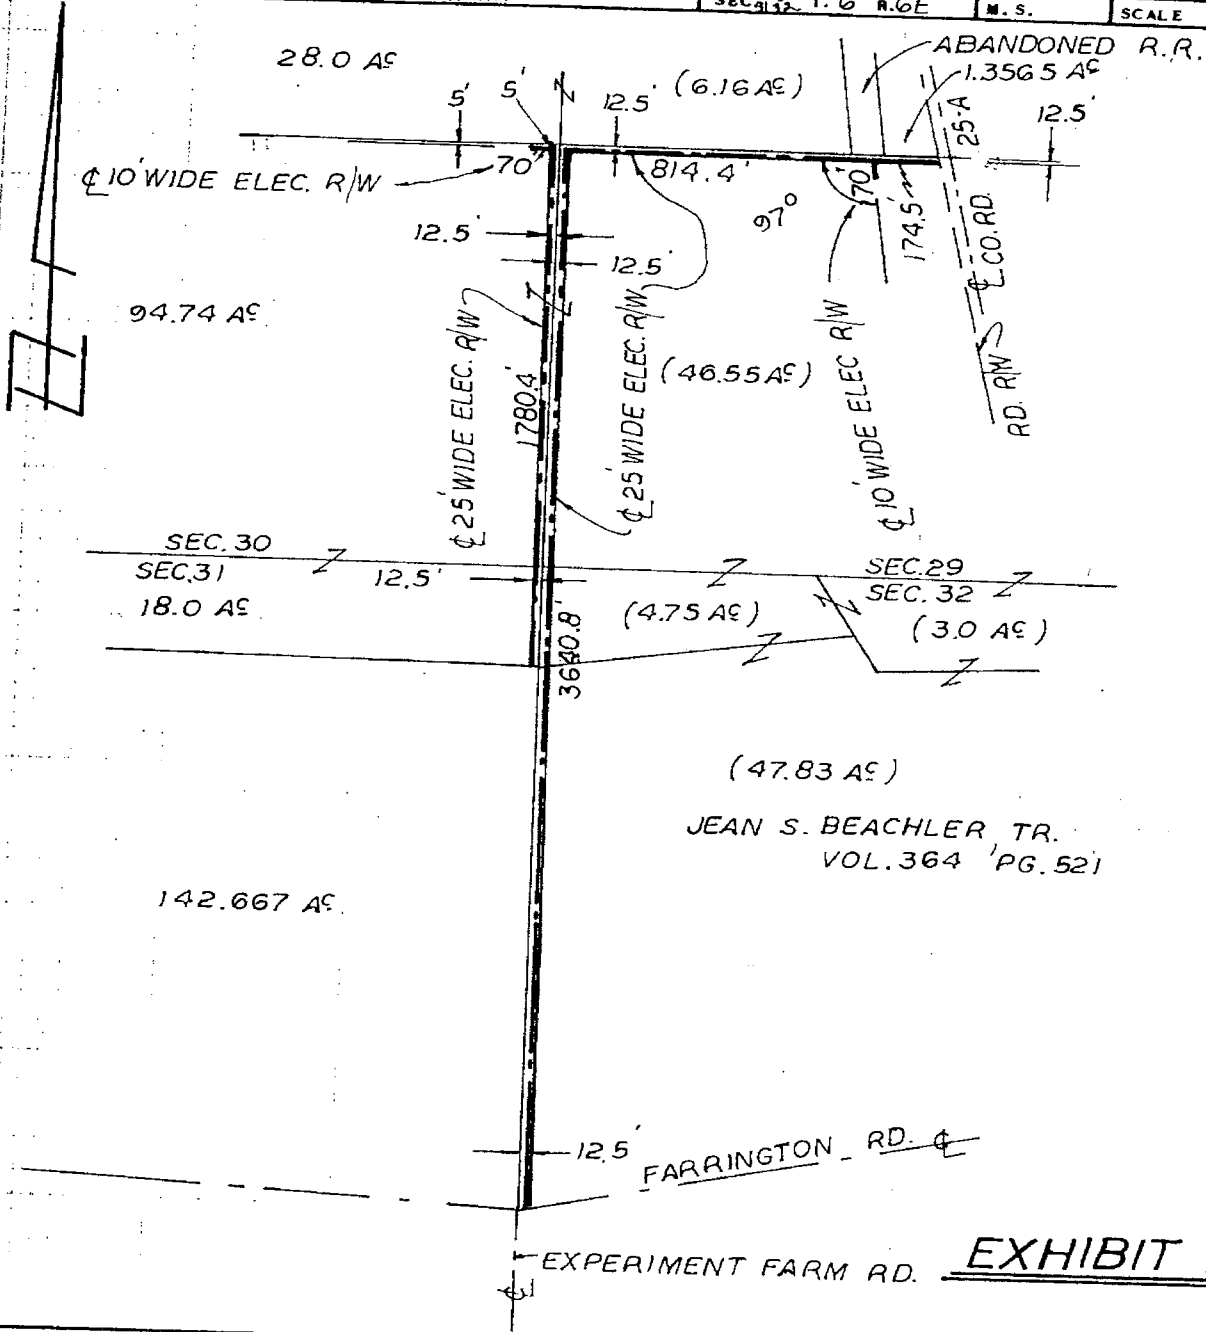 SEC 31 32 T. 6 R. 6E
M. S.
SCALE
28.0 AC
5'
5'
12.5'
(6.16 AC)
ABANDONED R.R.
1.3565 AC
12.5'
25-A
₵ 10' WIDE ELEC. R/W
70'
814.4'
97°
70'
174.5'
₵ CO. RD.
12.5'
12.5'
94.74 AC.
₵ 25' WIDE ELEC. R/W
1780.4'
₵ 25' WIDE ELEC. R/W
(46.55 AC)
₵ 10' WIDE ELEC R/W
RD. R/W
SEC. 30
SEC. 31
12.5'
SEC. 29
SEC. 32
18.0 AC
3640.8'
(4.75 AC)
(3.0 AC)
(47.83 AC)
JEAN S. BEACHLER TR.
VOL. 364 PG. 521
142.667 AC.
12.5'
FARRINGTON RD. ₵
EXPERIMENT FARM RD.
EXHIBIT
₵